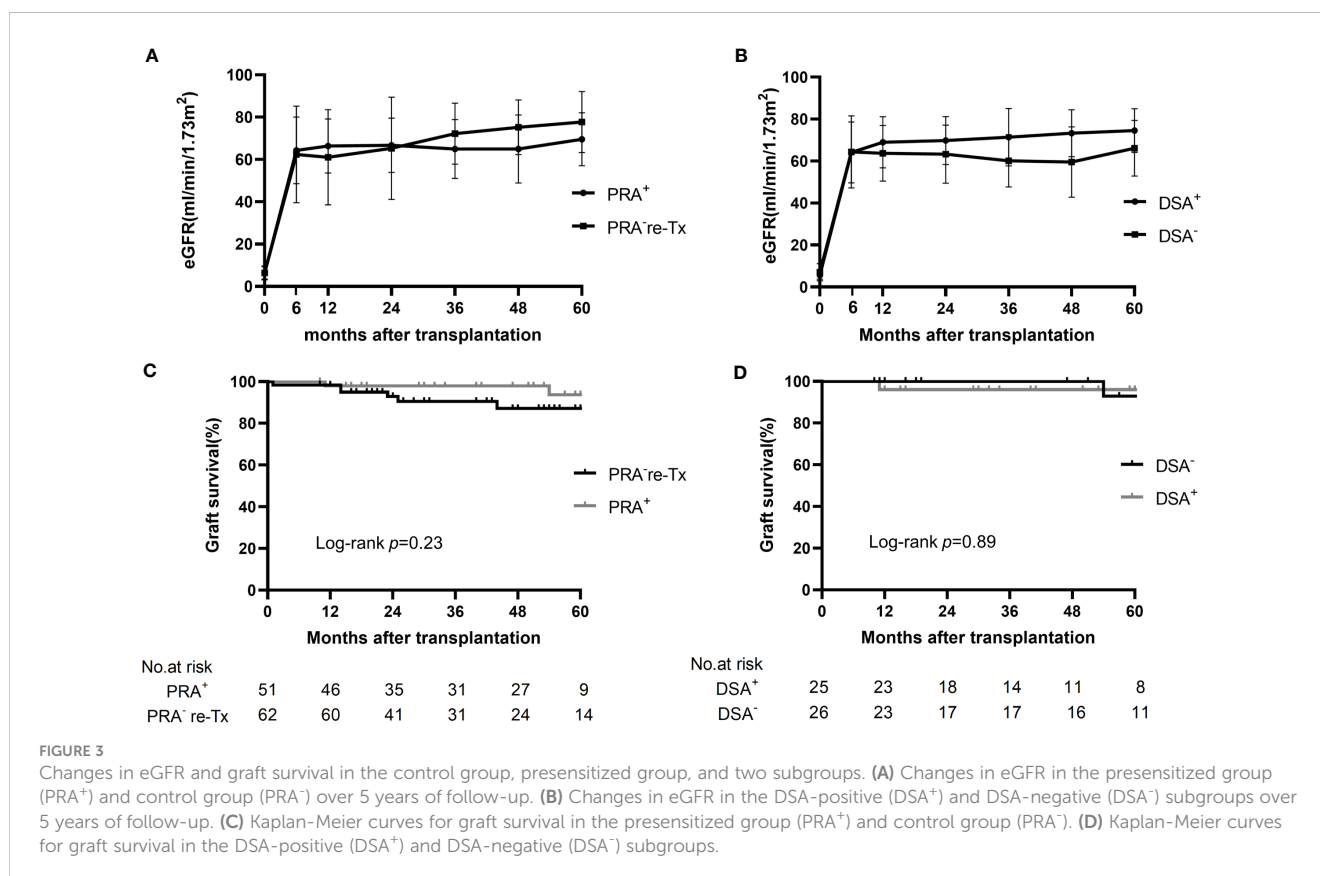 A
eGFR(ml/min/1.73m²)
100
80
60
40
20
0
0 6 12 24 36 48 60
months after transplantation
PRA⁺
PRA⁻re-Tx
B
eGFR(ml/min/1.73m²)
100
80
60
40
20
0
0 6 12 24 36 48 60
Months after transplantation
DSA⁺
DSA⁻
C
Graft survival(%)
100
80
60
40
20
0
0 12 24 36 48 60
Months after transplantation
PRA⁻re-Tx
PRA⁺
Log-rank p=0.23
No.at risk
PRA⁺ 51 46 35 31 27 9
PRA⁻ re-Tx 62 60 41 31 24 14
D
Graft survival(%)
100
80
60
40
20
0
0 12 24 36 48 60
Months after transplantation
DSA⁻
DSA⁺
Log-rank p=0.89
No.at risk
DSA⁺ 25 23 18 14 11 8
DSA⁻ 26 23 17 17 16 11
FIGURE 3
Changes in eGFR and graft survival in the control group, presensitized group, and two subgroups. (A) Changes in eGFR in the presensitized group
(PRA⁺) and control group (PRA⁻) over 5 years of follow-up. (B) Changes in eGFR in the DSA-positive (DSA⁺) and DSA-negative (DSA⁻) subgroups over
5 years of follow-up. (C) Kaplan-Meier curves for graft survival in the presensitized group (PRA⁺) and control group (PRA⁻). (D) Kaplan-Meier curves
for graft survival in the DSA-positive (DSA⁺) and DSA-negative (DSA⁻) subgroups.